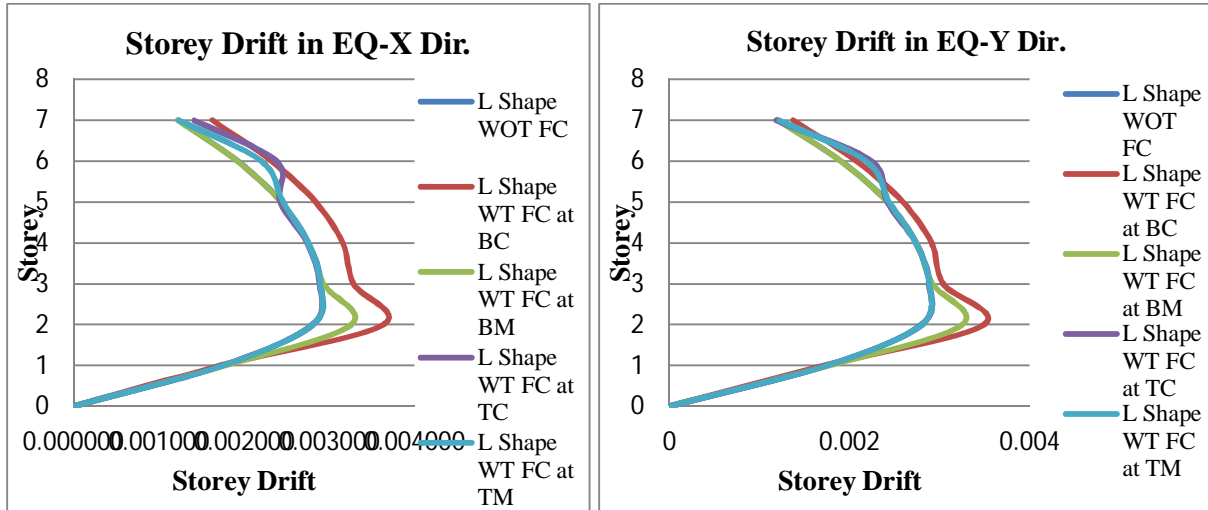 Storey Drift in EQ-X Dir.
8
7
6
5
4
3
2
1
0
Storey
0.000000 0.001000 0.002000 0.003000 0.004000
Storey Drift
L Shape
WOT FC
L Shape
WT FC at
BC
L Shape
WT FC at
BM
L Shape
WT FC at
TC
L Shape
WT FC at
TM
Storey Drift in EQ-Y Dir.
8
7
6
5
4
3
2
1
0
Storey
0 0.002 0.004
Storey Drift
L Shape
WOT
FC
L Shape
WT FC
at BC
L Shape
WT FC
at BM
L Shape
WT FC
at TC
L Shape
WT FC
at TM